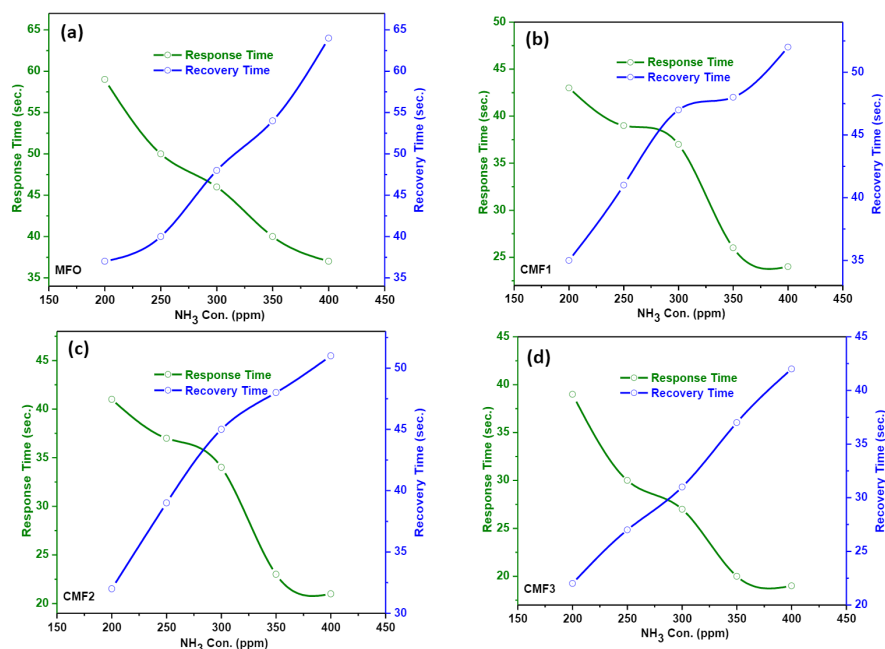 (a)
Response Time
Recovery Time
MFO
Response Time (sec.)
65
60
55
50
45
40
35
Recovery Time (sec.)
65
60
55
50
45
40
35
150 200 250 300 350 400 450
NH3 Con. (ppm)
(b)
Response Time
Recovery Time
CMF1
Response Time (sec.)
50
45
40
35
30
25
Recovery Time (sec.)
50
45
40
35
150 200 250 300 350 400 450
NH3 Con. (ppm)
(c)
Response Time
Recovery Time
CMF2
Response Time (sec.)
45
40
35
30
25
20
Recovery Time (sec.)
50
45
40
35
30
150 200 250 300 350 400 450
NH3 Con. (ppm)
(d)
Response Time
Recovery Time
CMF3
Response Time (sec.)
45
40
35
30
25
20
Recovery Time (sec.)
45
40
35
30
25
20
150 200 250 300 350 400 450
NH3 Con. (ppm)